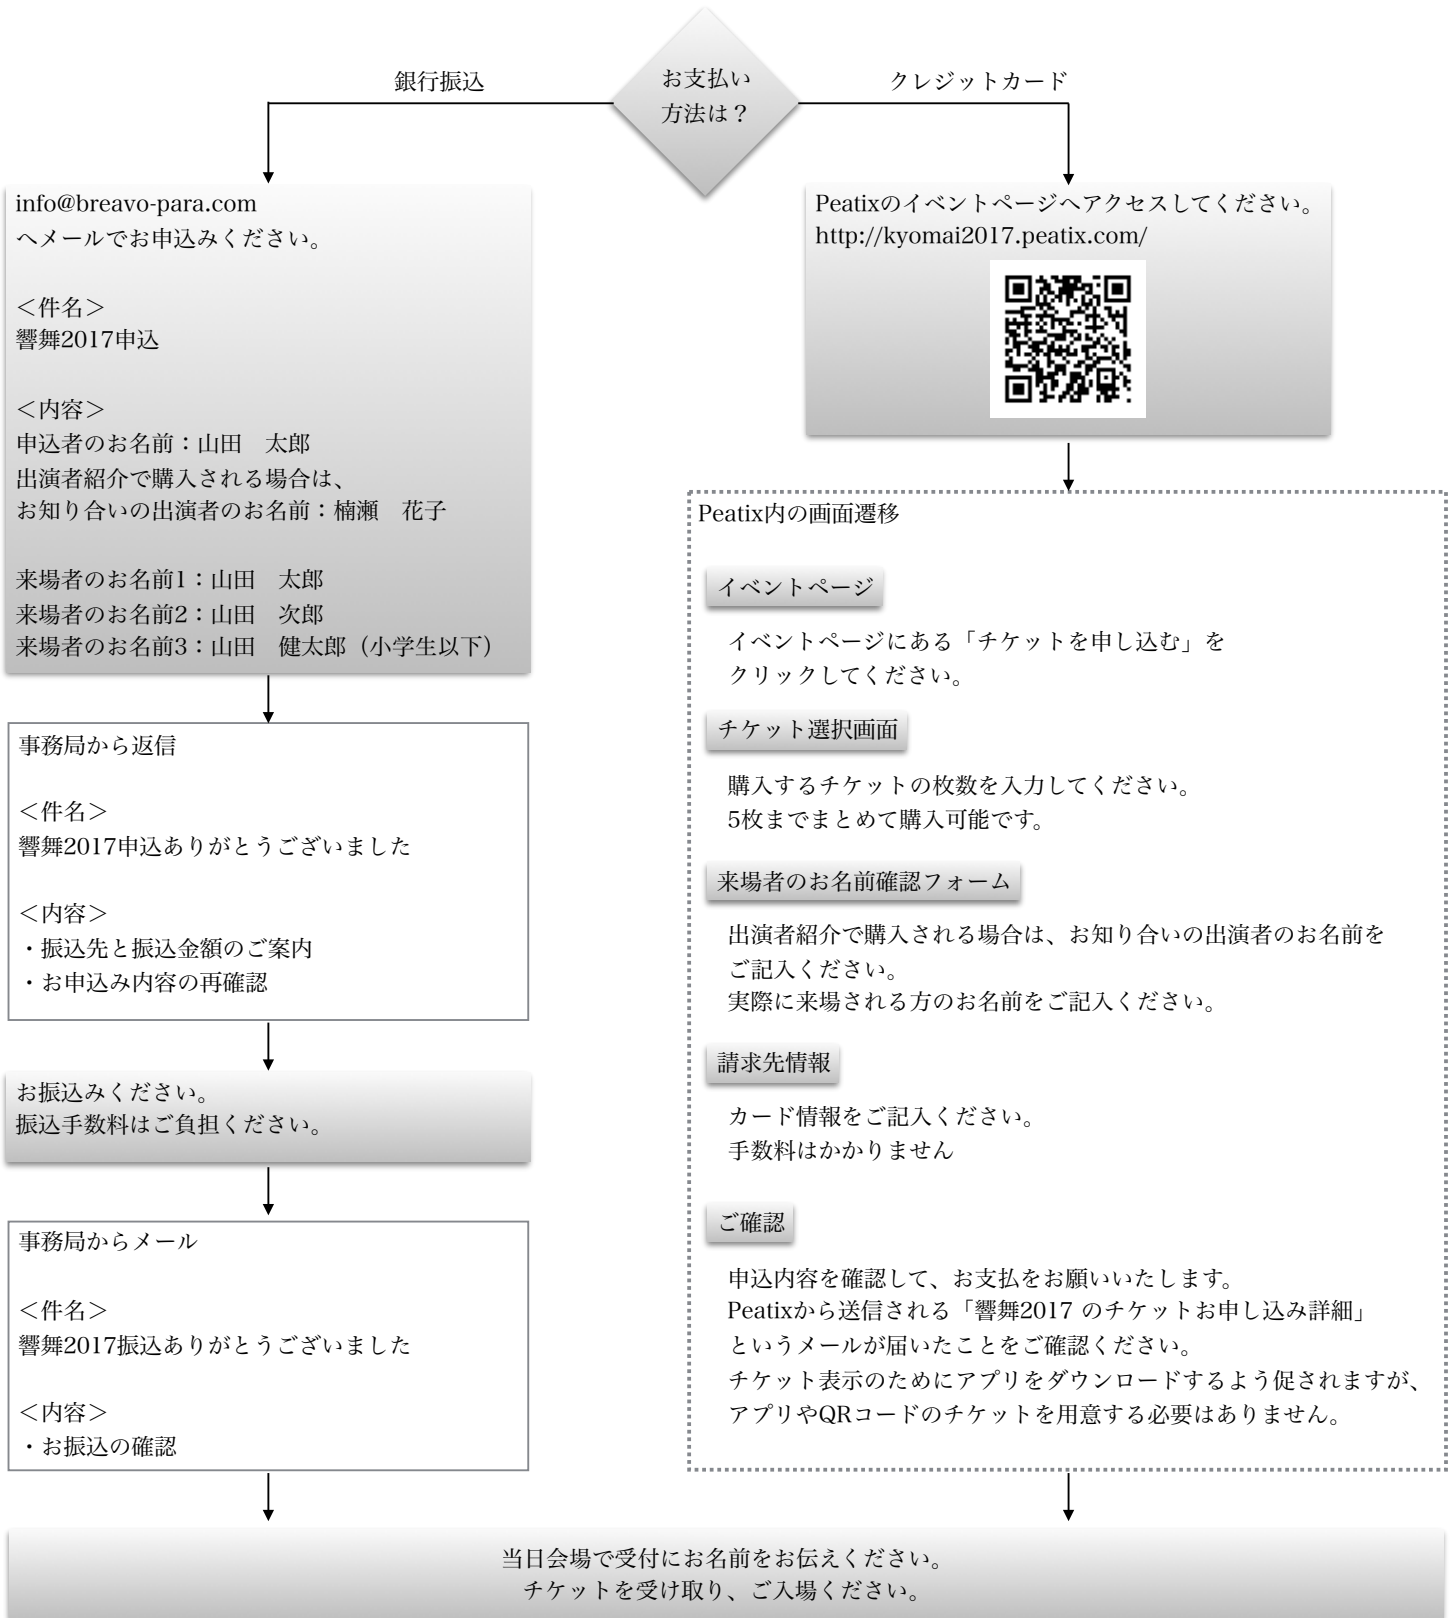 お支払い
方法は？
銀行振込
クレジットカード
info@breavo-para.com
へメールでお申込みください。
＜件名＞
響舞2017申込
＜内容＞
申込者のお名前：山田　太郎
出演者紹介で購入される場合は、
お知り合いの出演者のお名前：楠瀬　花子
来場者のお名前1：山田　太郎
来場者のお名前2：山田　次郎
来場者のお名前3：山田　健太郎（小学生以下）
事務局から返信
＜件名＞
響舞2017申込ありがとうございました
＜内容＞
・振込先と振込金額のご案内
・お申込み内容の再確認
お振込みください。
振込手数料はご負担ください。
事務局からメール
＜件名＞
響舞2017振込ありがとうございました
＜内容＞
・お振込の確認
Peatixのイベントページへアクセスしてください。
http://kyomai2017.peatix.com/
Peatix内の画面遷移
イベントページ
イベントページにある「チケットを申し込む」を
クリックしてください。
チケット選択画面
購入するチケットの枚数を入力してください。
5枚までまとめて購入可能です。
来場者のお名前確認フォーム
出演者紹介で購入される場合は、お知り合いの出演者のお名前を
ご記入ください。
実際に来場される方のお名前をご記入ください。
請求先情報
カード情報をご記入ください。
手数料はかかりません
ご確認
申込内容を確認して、お支払をお願いいたします。
Peatixから送信される「響舞2017 のチケットお申し込み詳細」
というメールが届いたことをご確認ください。
チケット表示のためにアプリをダウンロードするよう促されますが、
アプリやQRコードのチケットを用意する必要はありません。
当日会場で受付にお名前をお伝えください。
チケットを受け取り、ご入場ください。